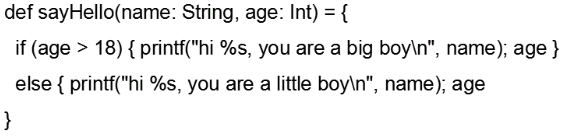 def sayHello(name: String, age: Int) = {
if (age > 18) { printf("hi %s, you are a big boy\n", name); age }
else { printf("hi %s, you are a little boy\n", name); age
}